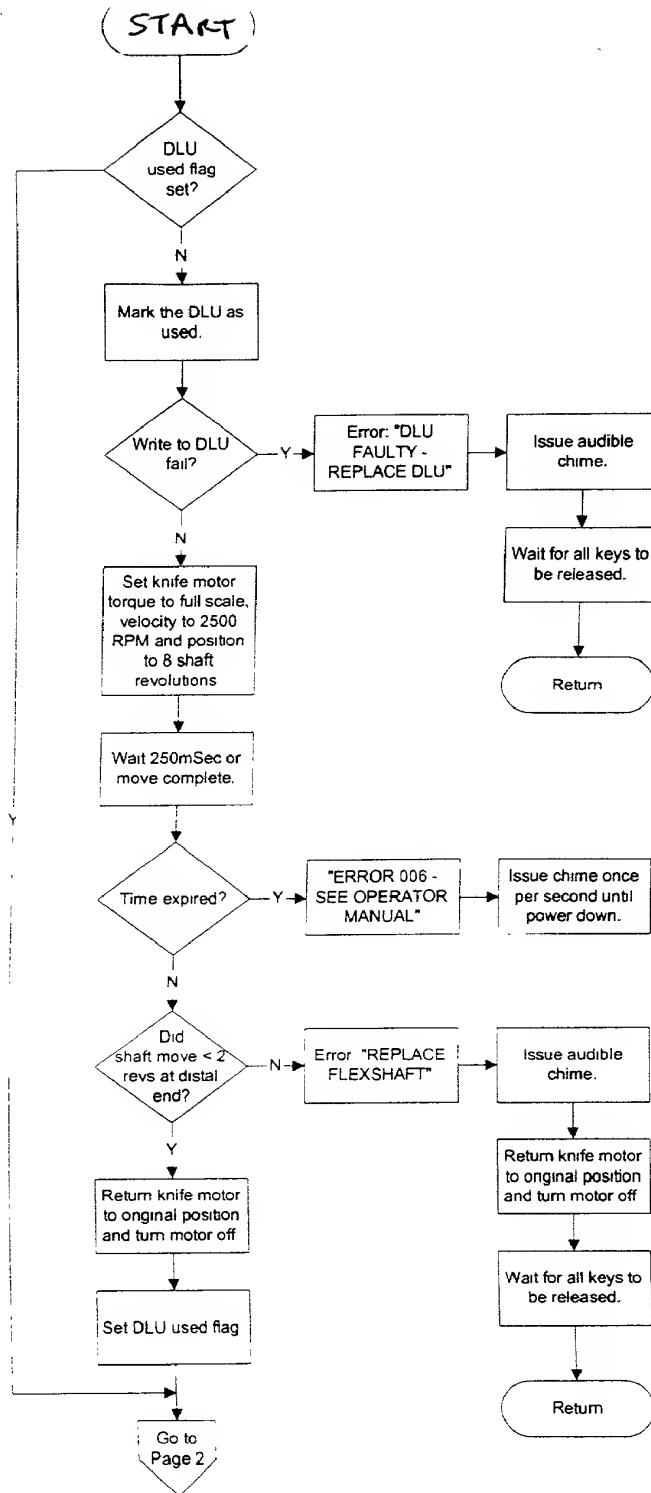 START
DLU
used flag
set?
N
Mark the DLU as
used.
Write to DLU
fail?
Y
Error: "DLU
FAULTY -
REPLACE DLU"
Issue audible
chime.
Wait for all keys to
be released.
Return
N
Set knife motor
torque to full scale,
velocity to 2500
RPM and position
to 8 shaft
revolutions
Wait 250mSec or
move complete.
Y
Time expired?
Y
"ERROR 006 -
SEE OPERATOR
MANUAL"
Issue chime once
per second until
power down.
N
Did
shaft move < 2
revs at distal
end?
N
Error "REPLACE
FLEXSHAFT"
Issue audible
chime.
Return knife motor
to original position
and turn motor off
Wait for all keys to
be released.
Return
Y
Return knife motor
to original position
and turn motor off
Set DLU used flag
Go to
Page 2